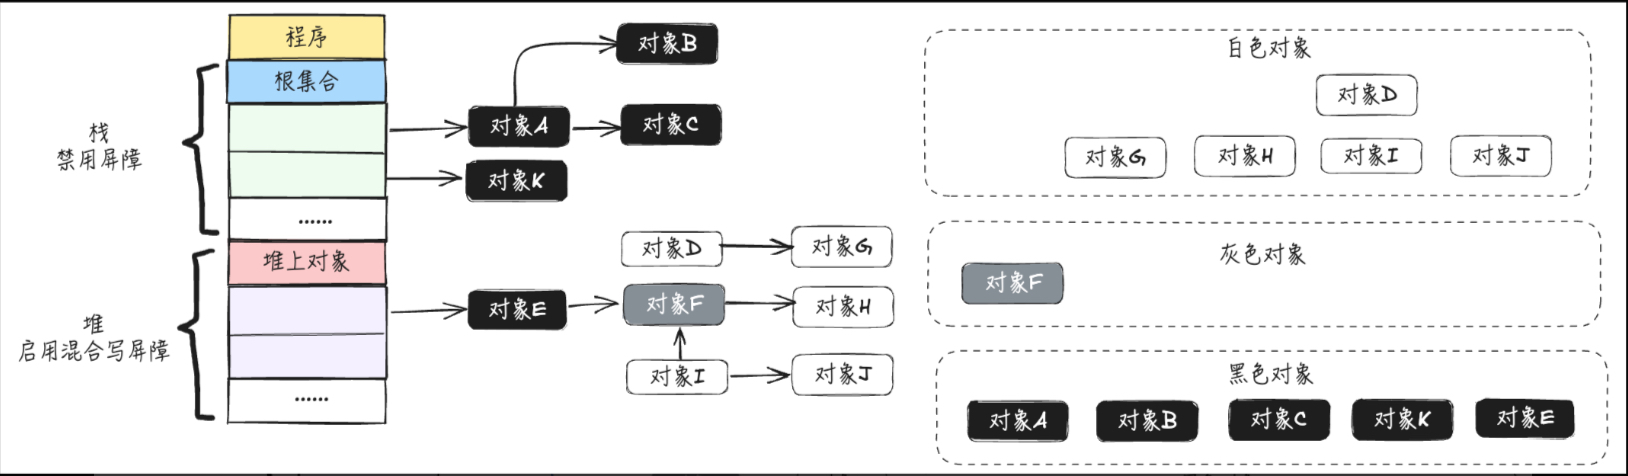 程序
根集合
......
栈
禁用屏障
堆上对象
......
堆
启用混合写屏障
对象B
对象A
对象C
对象K
对象D
对象G
对象E
对象F
对象H
对象I
对象J
白色对象
对象D
对象G
对象H
对象I
对象J
灰色对象
对象F
黑色对象
对象A
对象B
对象C
对象K
对象E